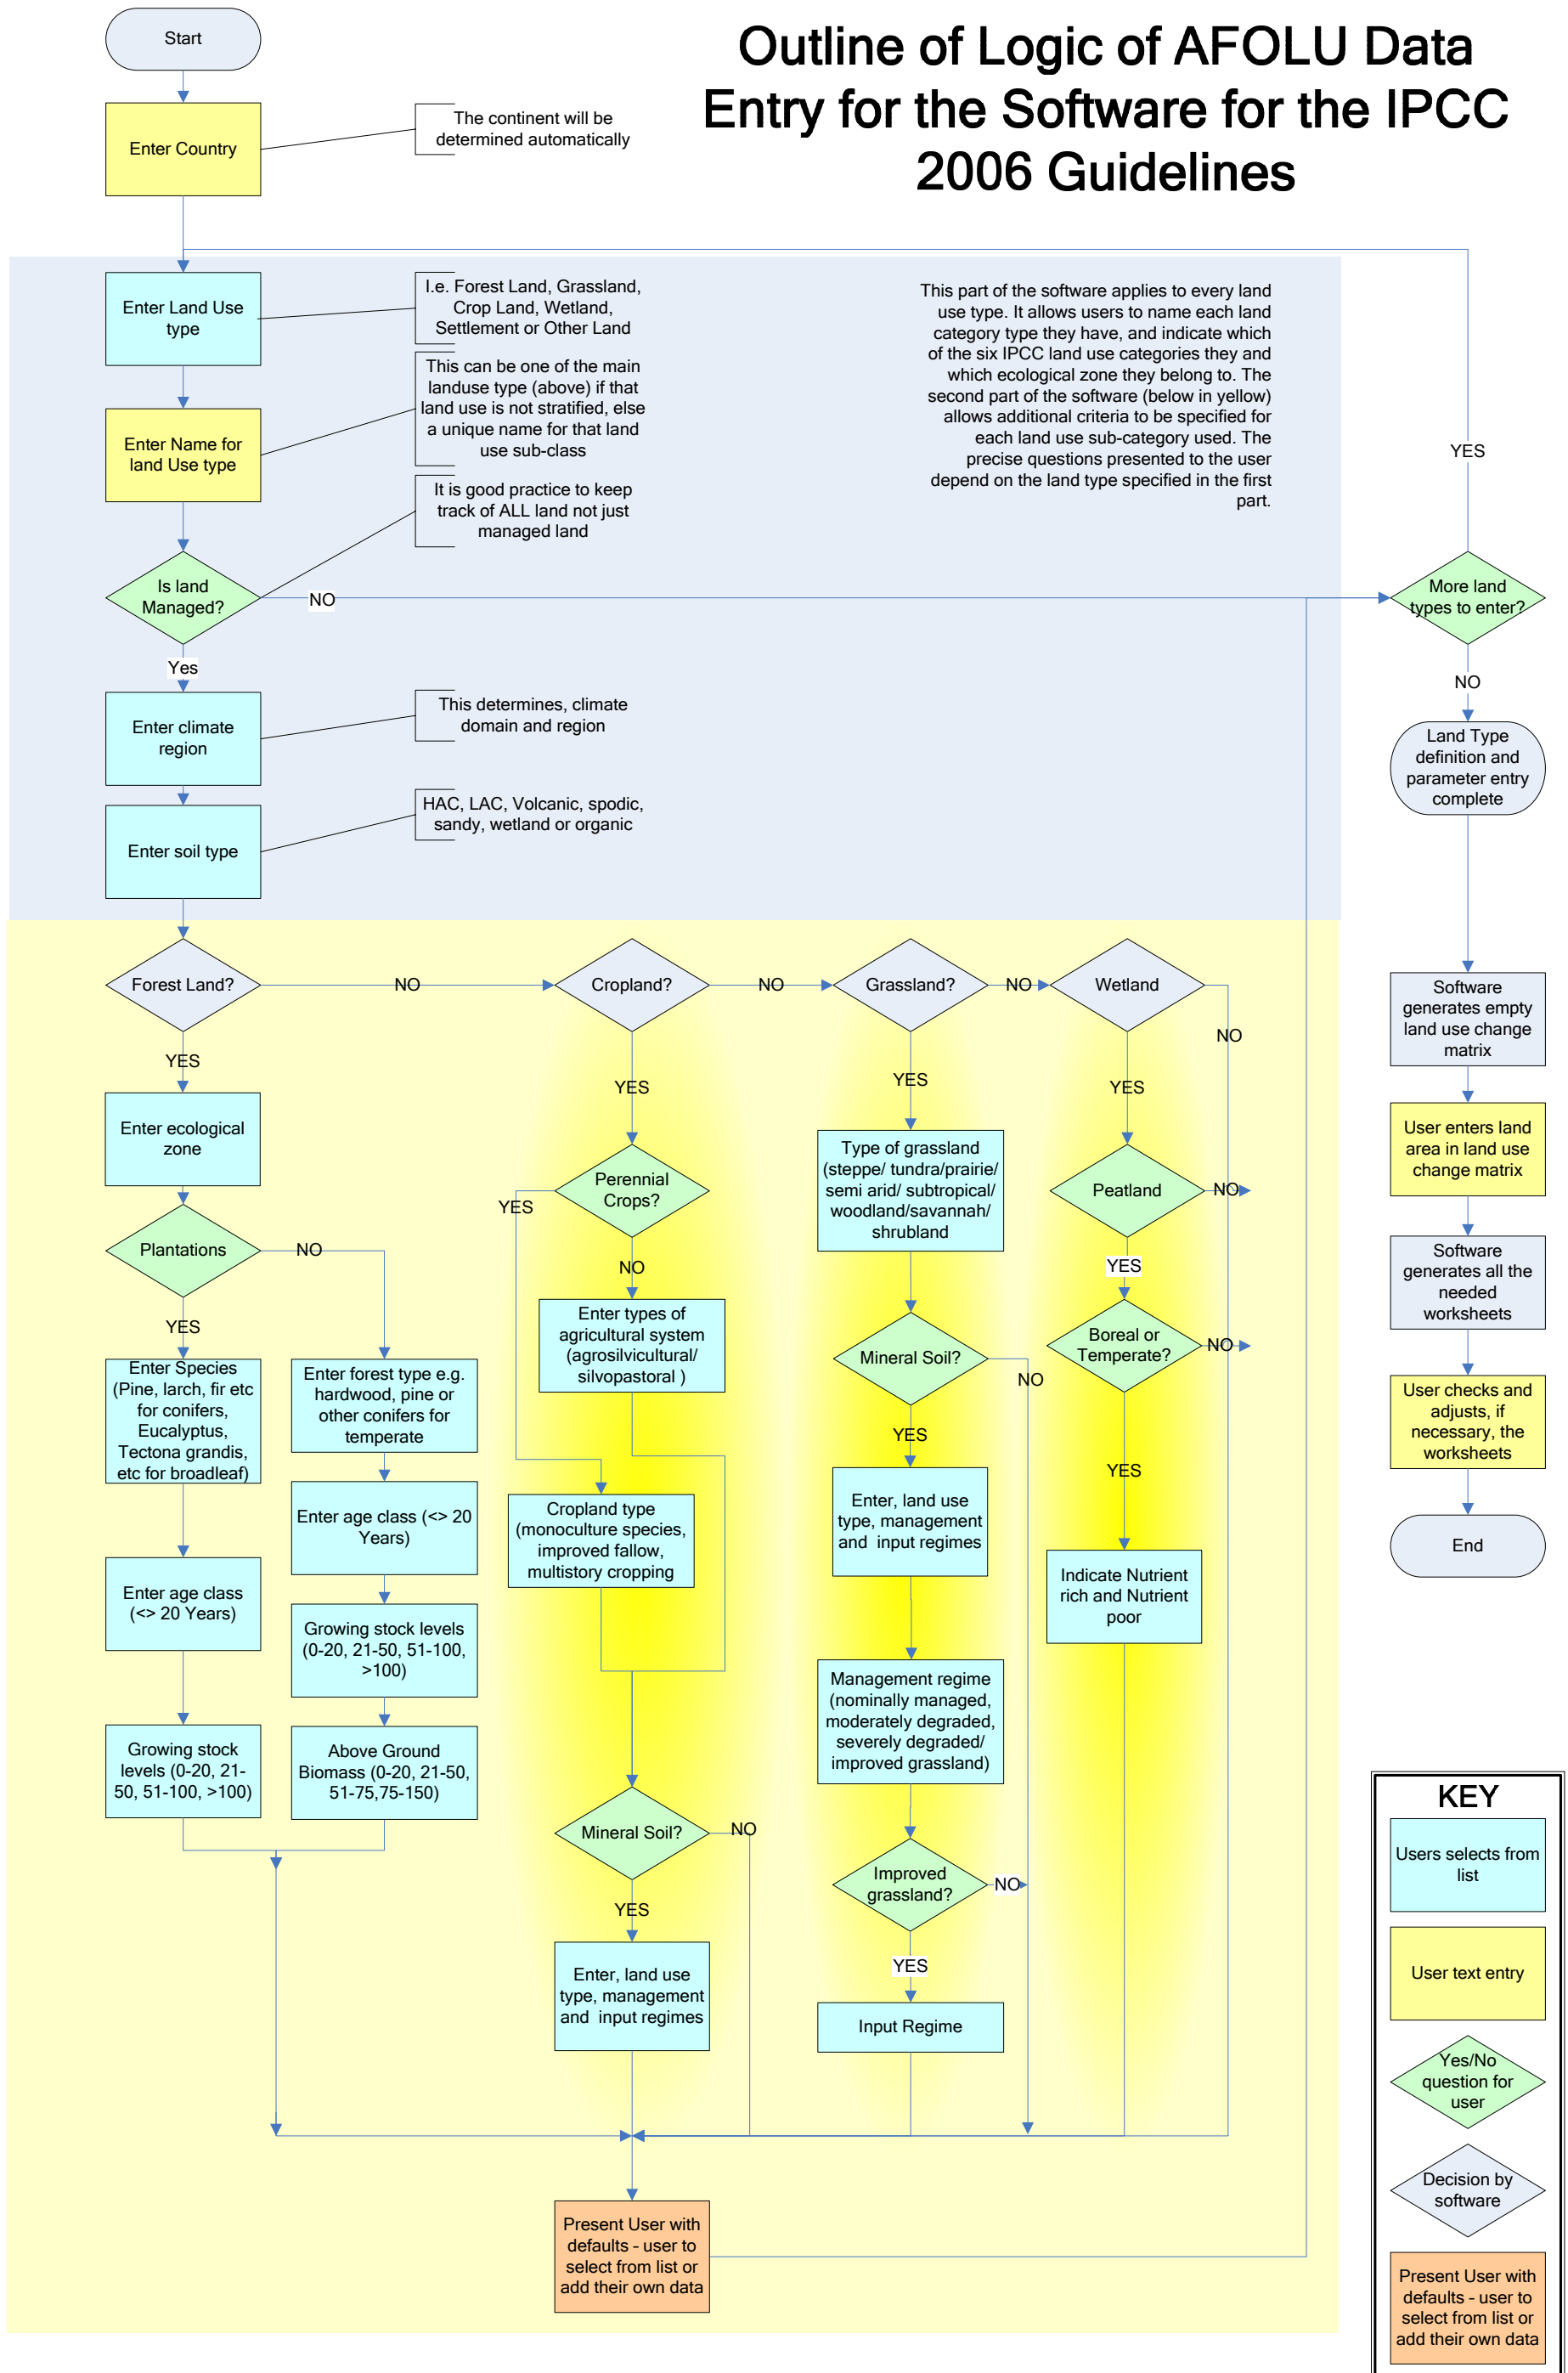 Outline of Logic of AFOLU Data
Entry for the Software for the IPCC
2006 Guidelines
Start
Enter Country
The continent will be
determined automatically
Enter Land Use
type
I.e. Forest Land, Grassland,
Crop Land, Wetland,
Settlement or Other Land
This part of the software applies to every land
use type. It allows users to name each land
category type they have, and indicate which
of the six IPCC land use categories they and
which ecological zone they belong to. The
second part of the software (below in yellow)
allows additional criteria to be specified for
each land use sub-category used. The
precise questions presented to the user
depend on the land type specified in the first
part.
Enter Name for
land Use type
This can be one of the main
landuse type (above) if that
land use is not stratified, else
a unique name for that land
use sub-class
It is good practice to keep
track of ALL land not just
managed land
Is land
Managed?
NO
Yes
YES
More land
types to enter?
NO
Enter climate
region
This determines, climate
domain and region
Enter soil type
HAC, LAC, Volcanic, spodic,
sandy, wetland or organic
Land Type
definition and
parameter entry
complete
Software
generates empty
land use change
matrix
User enters land
area in land use
change matrix
Software
generates all the
needed
worksheets
User checks and
adjusts, if
necessary, the
worksheets
End
Forest Land?
NO
Cropland?
NO
Grassland?
NO
Wetland
NO
YES
Enter ecological
zone
Plantations
NO
YES
Enter Species
(Pine, larch, fir etc
for conifers,
Eucalyptus,
Tectona grandis,
etc for broadleaf)
Enter age class
(<> 20 Years)
Growing stock
levels (0-20, 21-
50, 51-100, >100)
Enter forest type e.g.
hardwood, pine or
other conifers for
temperate
Enter age class (<> 20
Years)
Growing stock levels
(0-20, 21-50, 51-100,
>100)
Above Ground
Biomass (0-20, 21-50,
51-75,75-150)
YES
Perennial
Crops?
YES
NO
Enter types of
agricultural system
(agrosilvicultural/
silvopastoral )
Cropland type
(monoculture species,
improved fallow,
multistory cropping
Mineral Soil?
NO
YES
Enter, land use
type, management
and input regimes
YES
Type of grassland
(steppe/ tundra/prairie/
semi arid/ subtropical/
woodland/savannah/
shrubland
Mineral Soil?
NO
YES
Enter, land use
type, management
and input regimes
Management regime
(nominally managed,
moderately degraded,
severely degraded/
improved grassland)
Improved
grassland?
NO
YES
Input Regime
YES
Peatland
NO
YES
Boreal or
Temperate?
NO
YES
Indicate Nutrient
rich and Nutrient
poor
Present User with
defaults - user to
select from list or
add their own data
KEY
Users selects from
list
User text entry
Yes/No
question for
user
Decision by
software
Present User with
defaults - user to
select from list or
add their own data